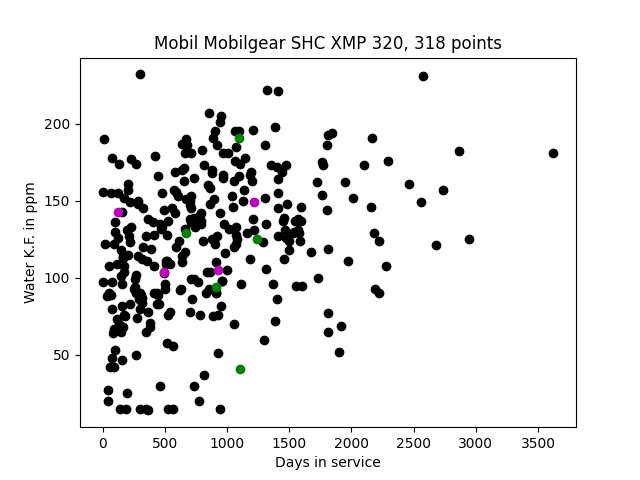 Mobil Mobilgear SHC XMP 320, 318 points
Water K.F. in ppm
200
150
100
50
0 500 1000 1500 2000 2500 3000 3500
Days in service